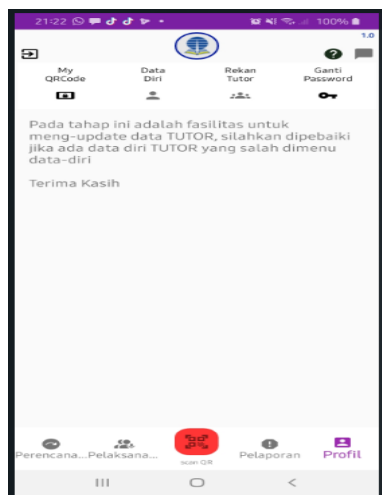 21:22
100%
1.0
My
QRCode
Data
Diri
Rekan
Tutor
Ganti
Password
Pada tahap ini adalah fasilitas untuk
meng-update data TUTOR, silahkan dipebaiki
jika ada data diri TUTOR yang salah dimenu
data-diri
Terima Kasih
Perencana...
Pelaksana...
scan QR
Pelaporan
Profil